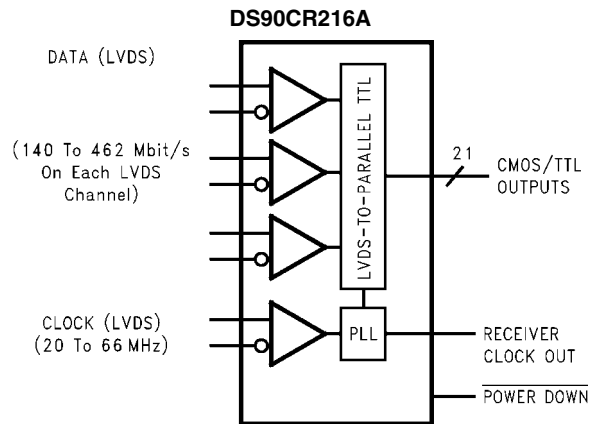 DS90CR216A
DATA (LVDS)
(140 To 462 Mbit/s
On Each LVDS
Channel)
LVDS-TO-PARALLEL TTL
21
CMOS/TTL
OUTPUTS
CLOCK (LVDS)
(20 To 66 MHz)
PLL
RECEIVER
CLOCK OUT
POWER DOWN